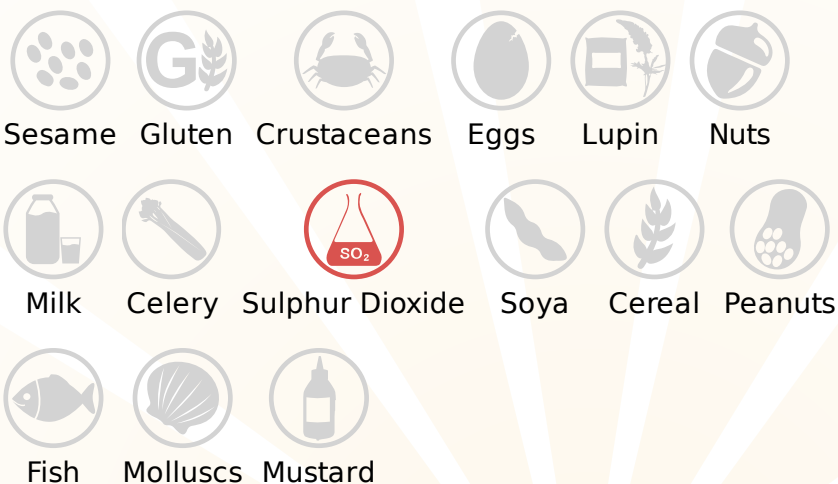 G
Sesame Gluten Crustaceans Eggs Lupin Nuts
SO₂
Milk Celery Sulphur Dioxide Soya Cereal Peanuts
Fish Molluscs Mustard